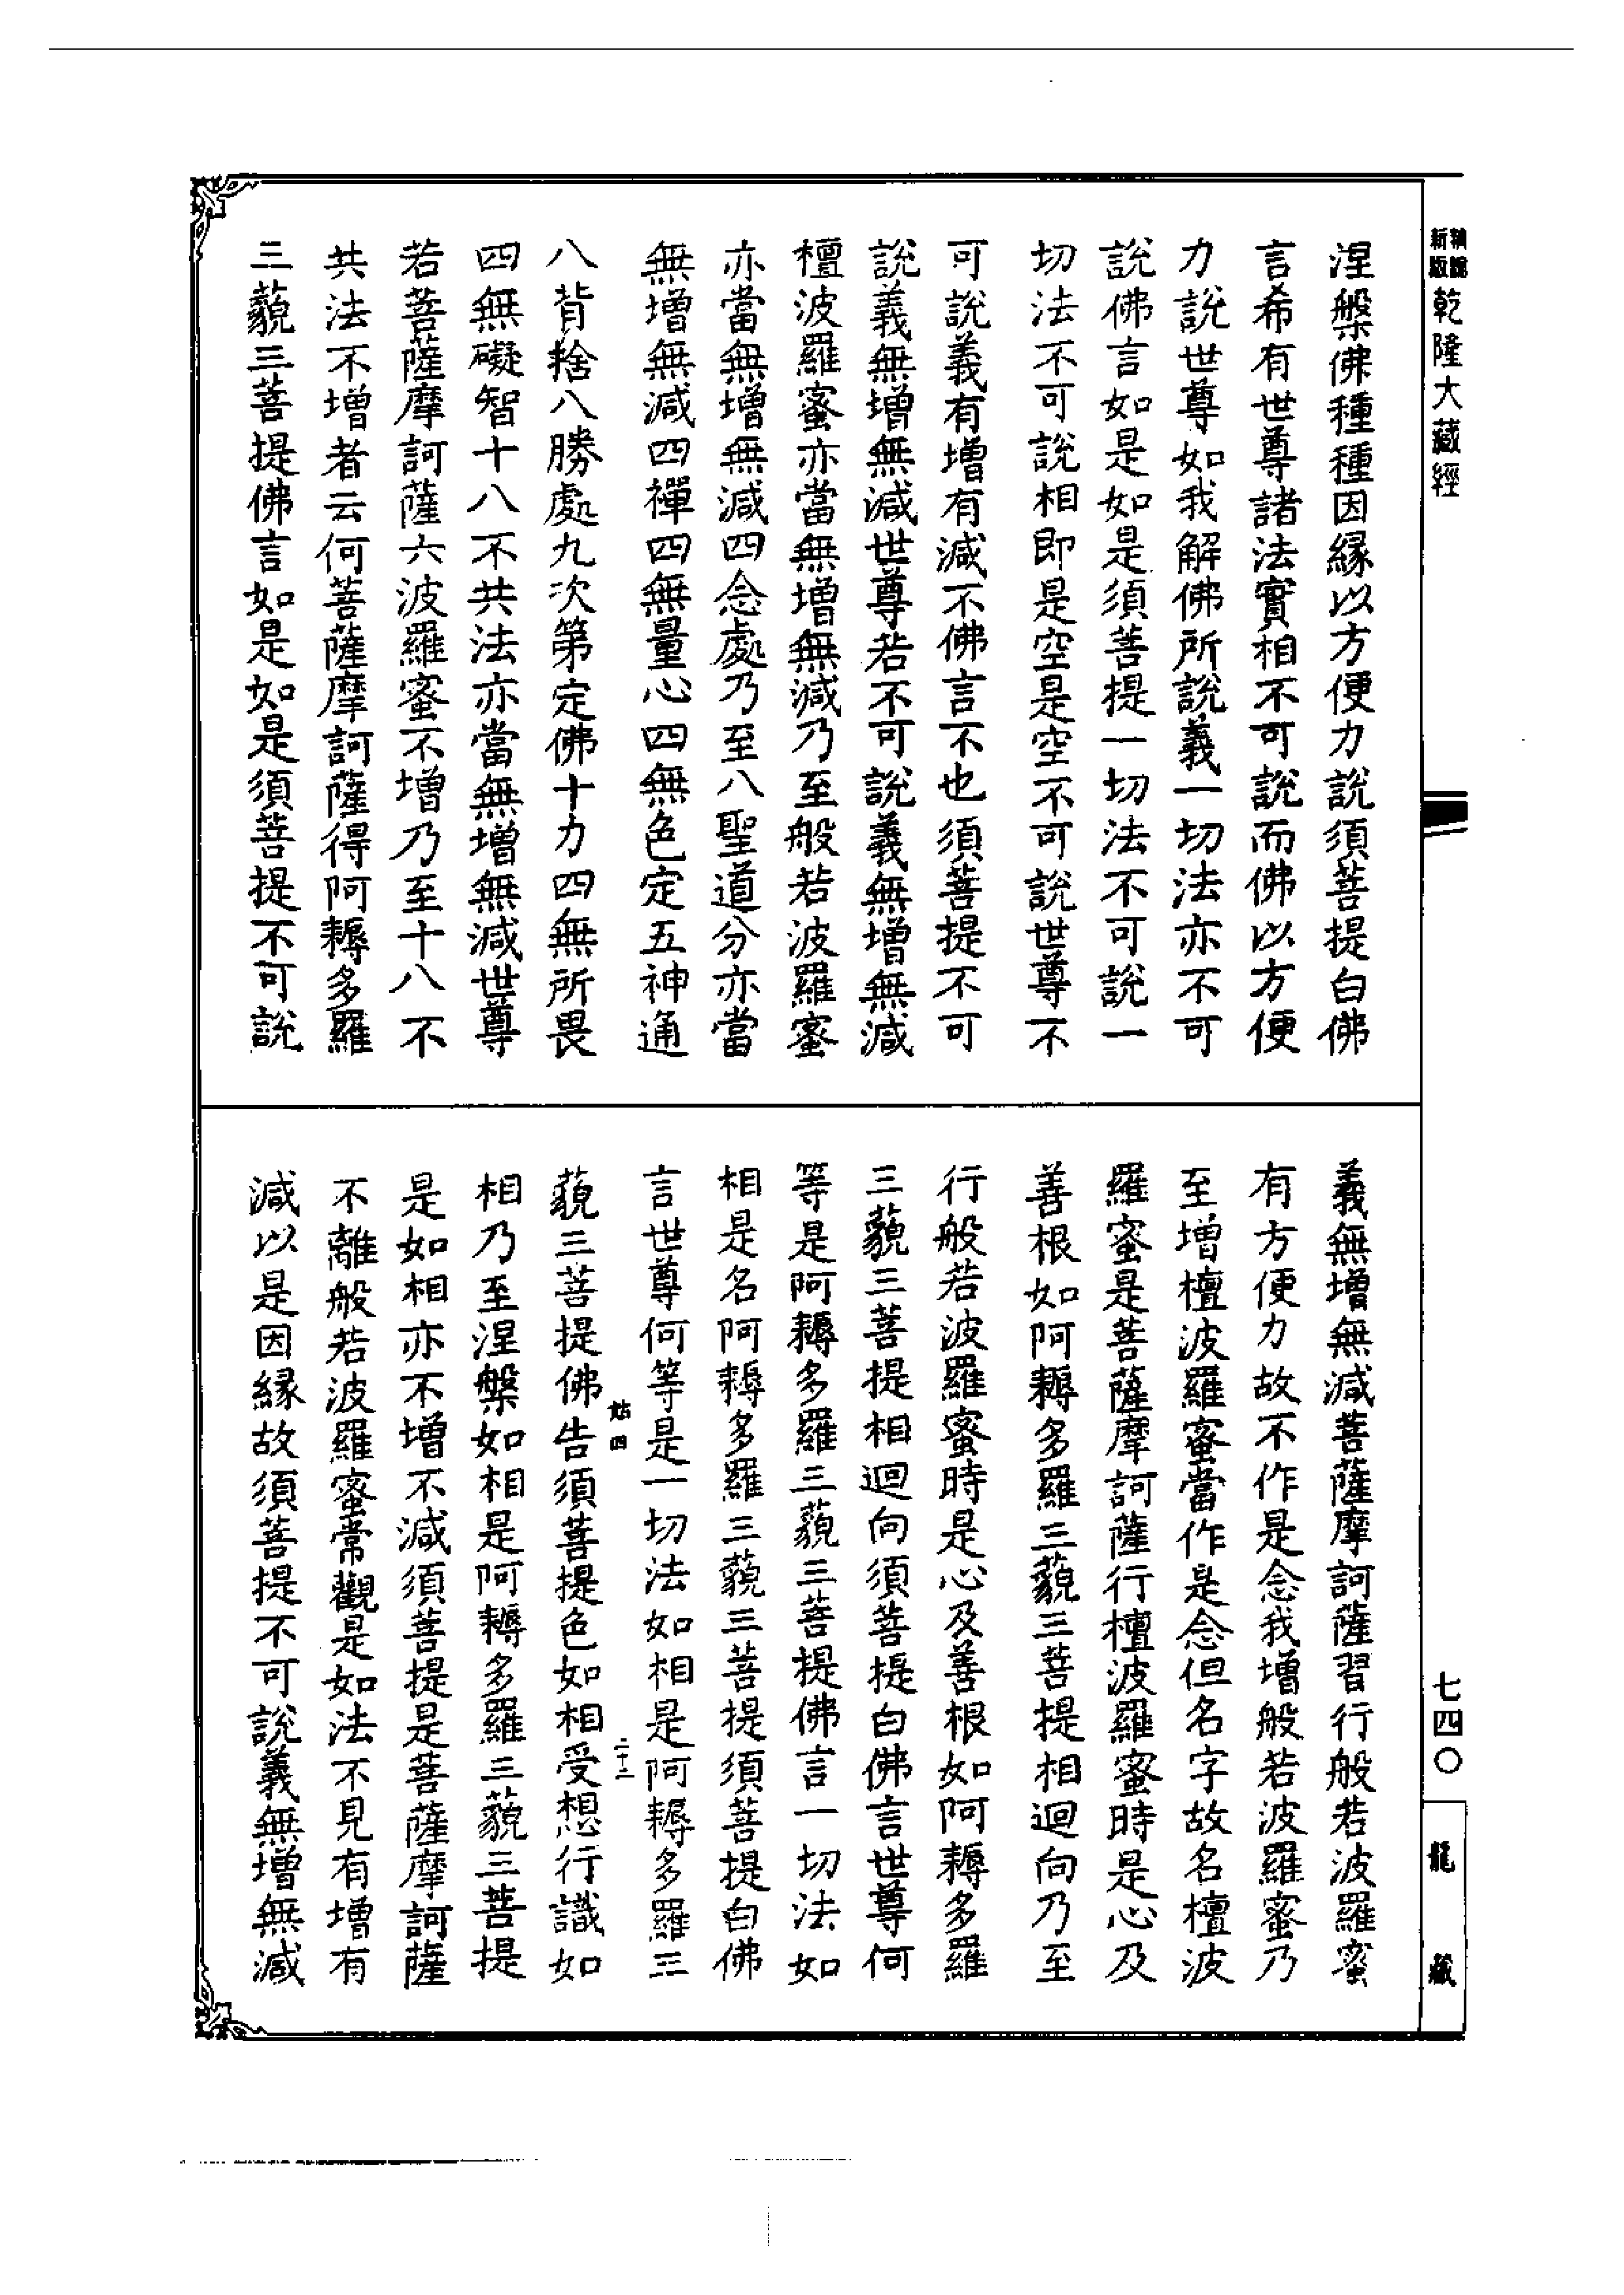 新版 精說 乾隆大藏經
七四〇
龍藏
涅槃佛種種因緣以方便力說須菩提白佛
言希有世尊諸法實相不可說而佛以方便
力說世尊如我解佛所說義一切法亦不可
說佛言如是如是須菩提一切法不可說一
切法不可說相即是空是空不可說世尊不
可說義有增有減不佛言不也須菩提不可
說義無增無減世尊若不可說義無增無減
檀波羅蜜亦當無增無減乃至般若波羅蜜
亦當無增無減四念處乃至八聖道分亦當
無增無減四禪四無量心四無色定五神通
八背捨八勝處九次第定佛十力四無所畏
四無礙智十八不共法亦當無增無減世尊
若菩薩摩訶薩六波羅蜜不增乃至十八不
共法不增者云何菩薩摩訶薩得阿耨多羅
三藐三菩提佛言如是如是須菩提不可說
義無增無減菩薩摩訶薩習行般若波羅蜜
有方便力故不作是念我增般若波羅蜜乃
至增檀波羅蜜當作是念但名字故名檀波
羅蜜是菩薩摩訶薩行檀波羅蜜時是心及
善根如阿耨多羅三藐三菩提相迴向乃至
行般若波羅蜜時是心及善根如阿耨多羅
三藐三菩提相迴向須菩提白佛言世尊何
等是阿耨多羅三藐三菩提佛言一切法如
相是名阿耨多羅三藐三菩提須菩提白佛
言世尊何等是一切法如相是阿耨多羅三
姑四 二十二
藐三菩提佛告須菩提色如相受想行識如
相乃至涅槃如相是阿耨多羅三藐三菩提
是如相亦不增不減須菩提是菩薩摩訶薩
不離般若波羅蜜常觀是如法不見有增有
減以是因緣故須菩提不可說義無增無減